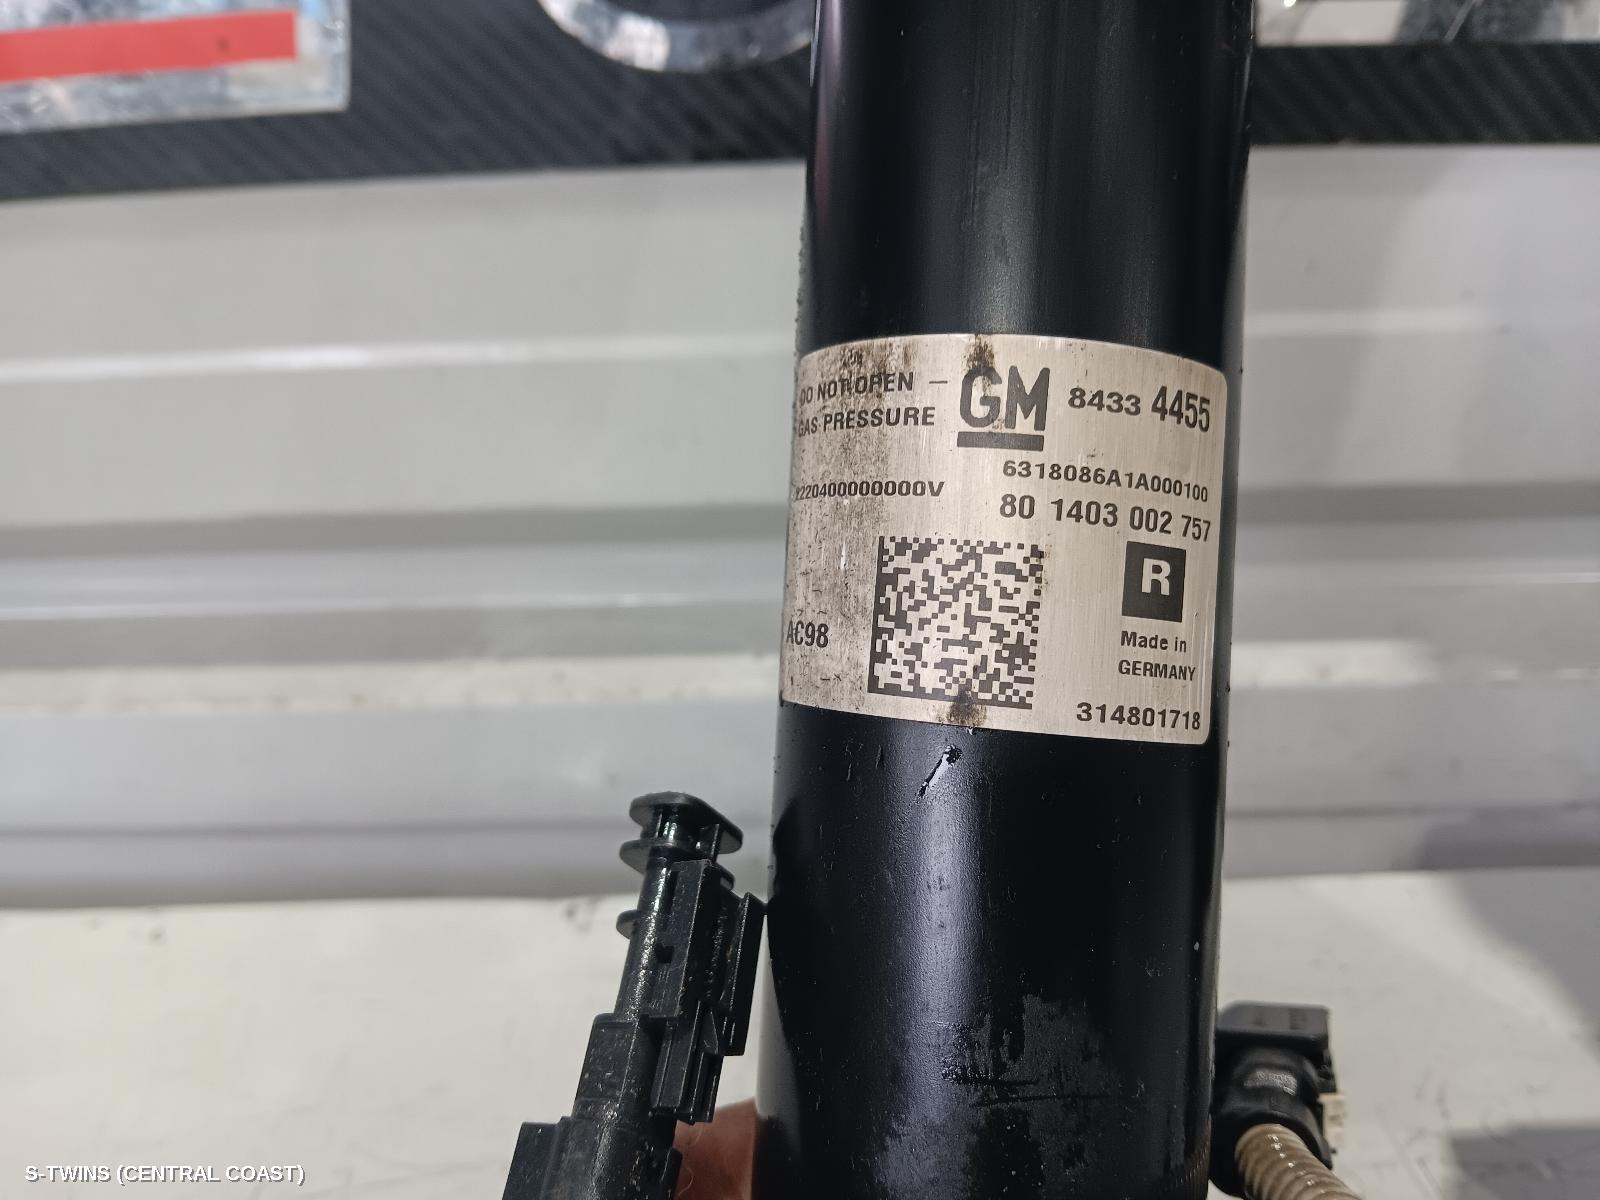 DO NOT OPEN —
GAS PRESSURE
GM 8433 4455
6318086A1A000100
220400000000V
80 1403 002 757
R
AC98
Made in
GERMANY
314801718
S-TWINS (CENTRAL COAST)